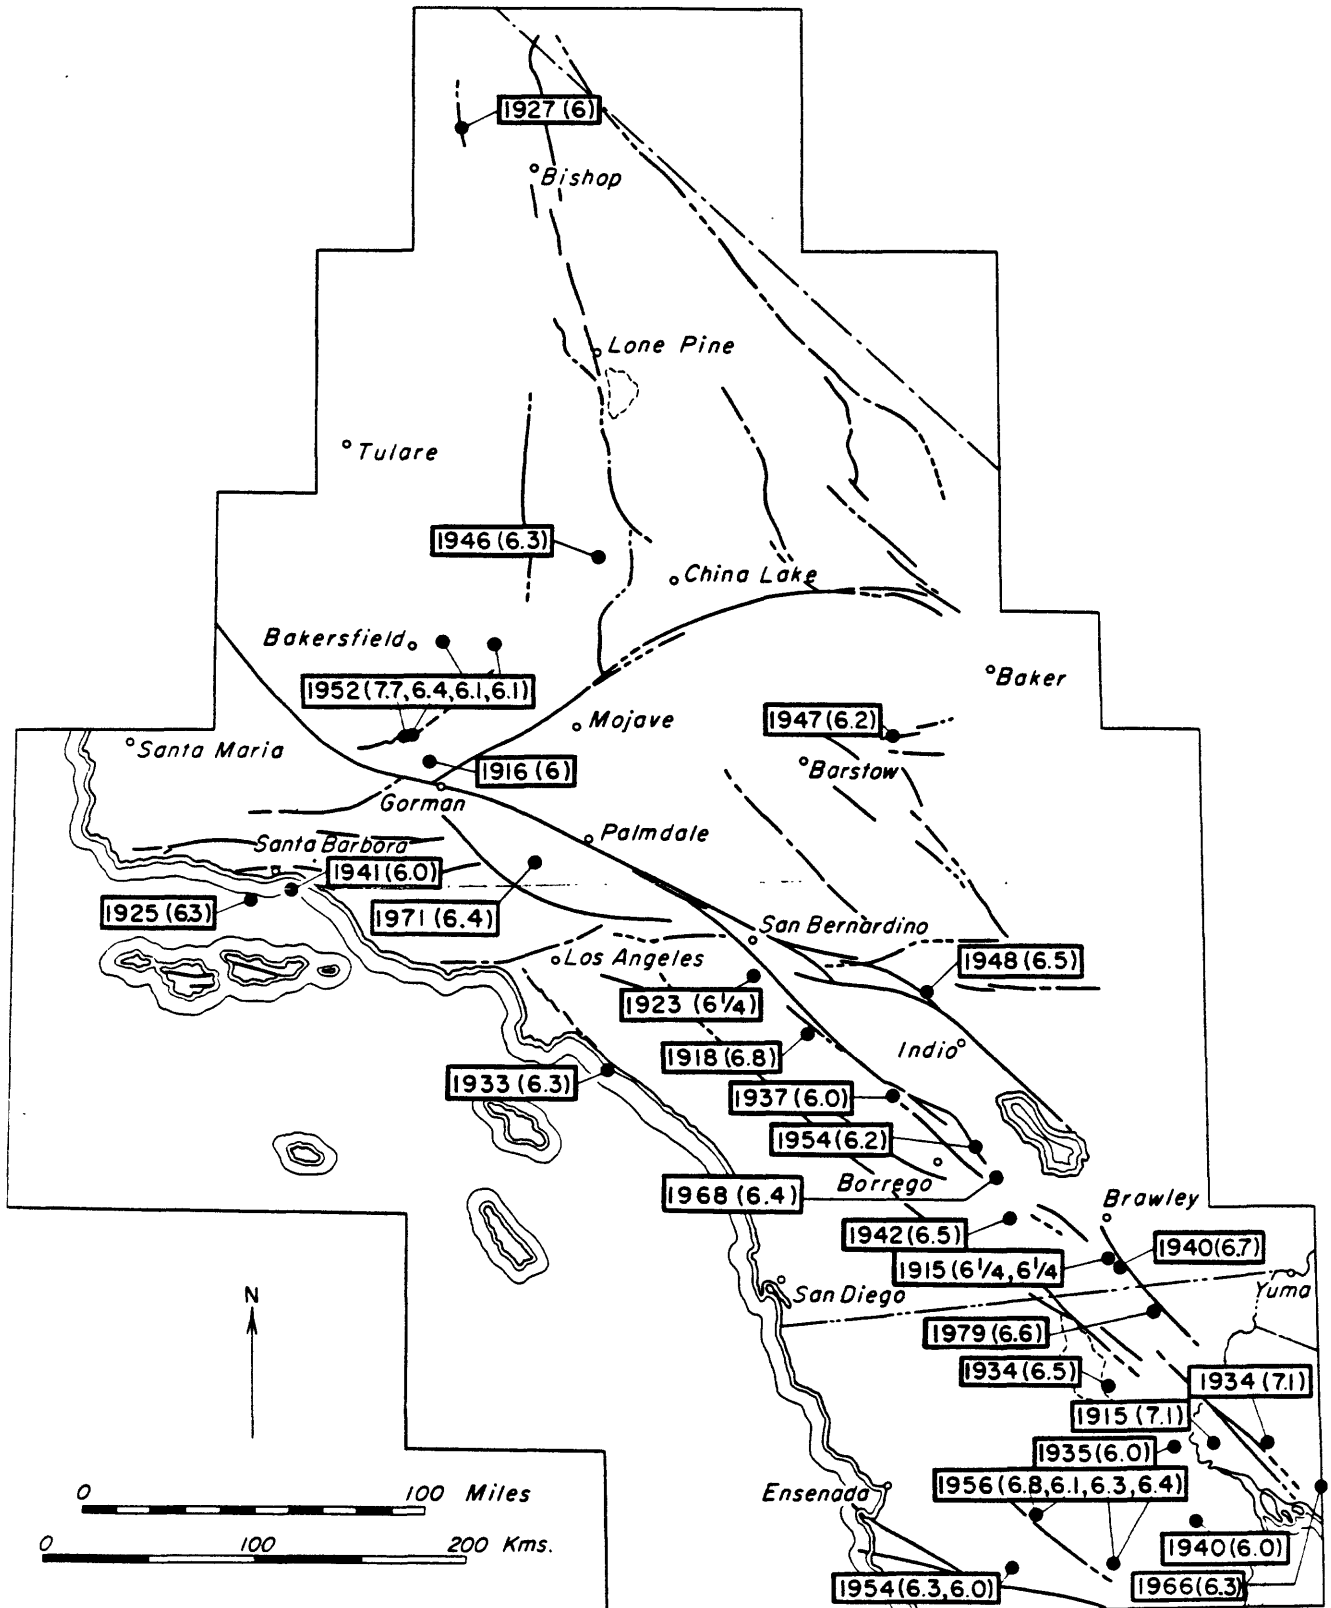 1927 (6)
Bishop
Lone Pine
Tulare
1946 (6.3)
China Lake
Bakersfield
Baker
1952 (7.7, 6.4, 6.1, 6.1)
Mojave
1947 (6.2)
Santa Maria
Barstow
1916 (6)
Gorman
Palmdale
Santa Barbara
1941 (6.0)
1925 (6.3)
1971 (6.4)
San Bernardino
Los Angeles
1948 (6.5)
1923 (6 1/4)
1918 (6.8)
Indio
1933 (6.3)
1937 (6.0)
1954 (6.2)
Borrego
1968 (6.4)
Brawley
1942 (6.5)
1940 (6.7)
1915 (6 1/4, 6 1/4
N
San Diego
Yuma
1979 (6.6)
1934 (6.5)
1934 (7.1)
1915 (7.1)
1935 (6.0)
1956 (6.8, 6.1, 6.3, 6.4)
Ensenada
0 100 Miles
0 100 200 Kms.
1940 (6.0)
1954 (6.3, 6.0)
1966 (6.3)